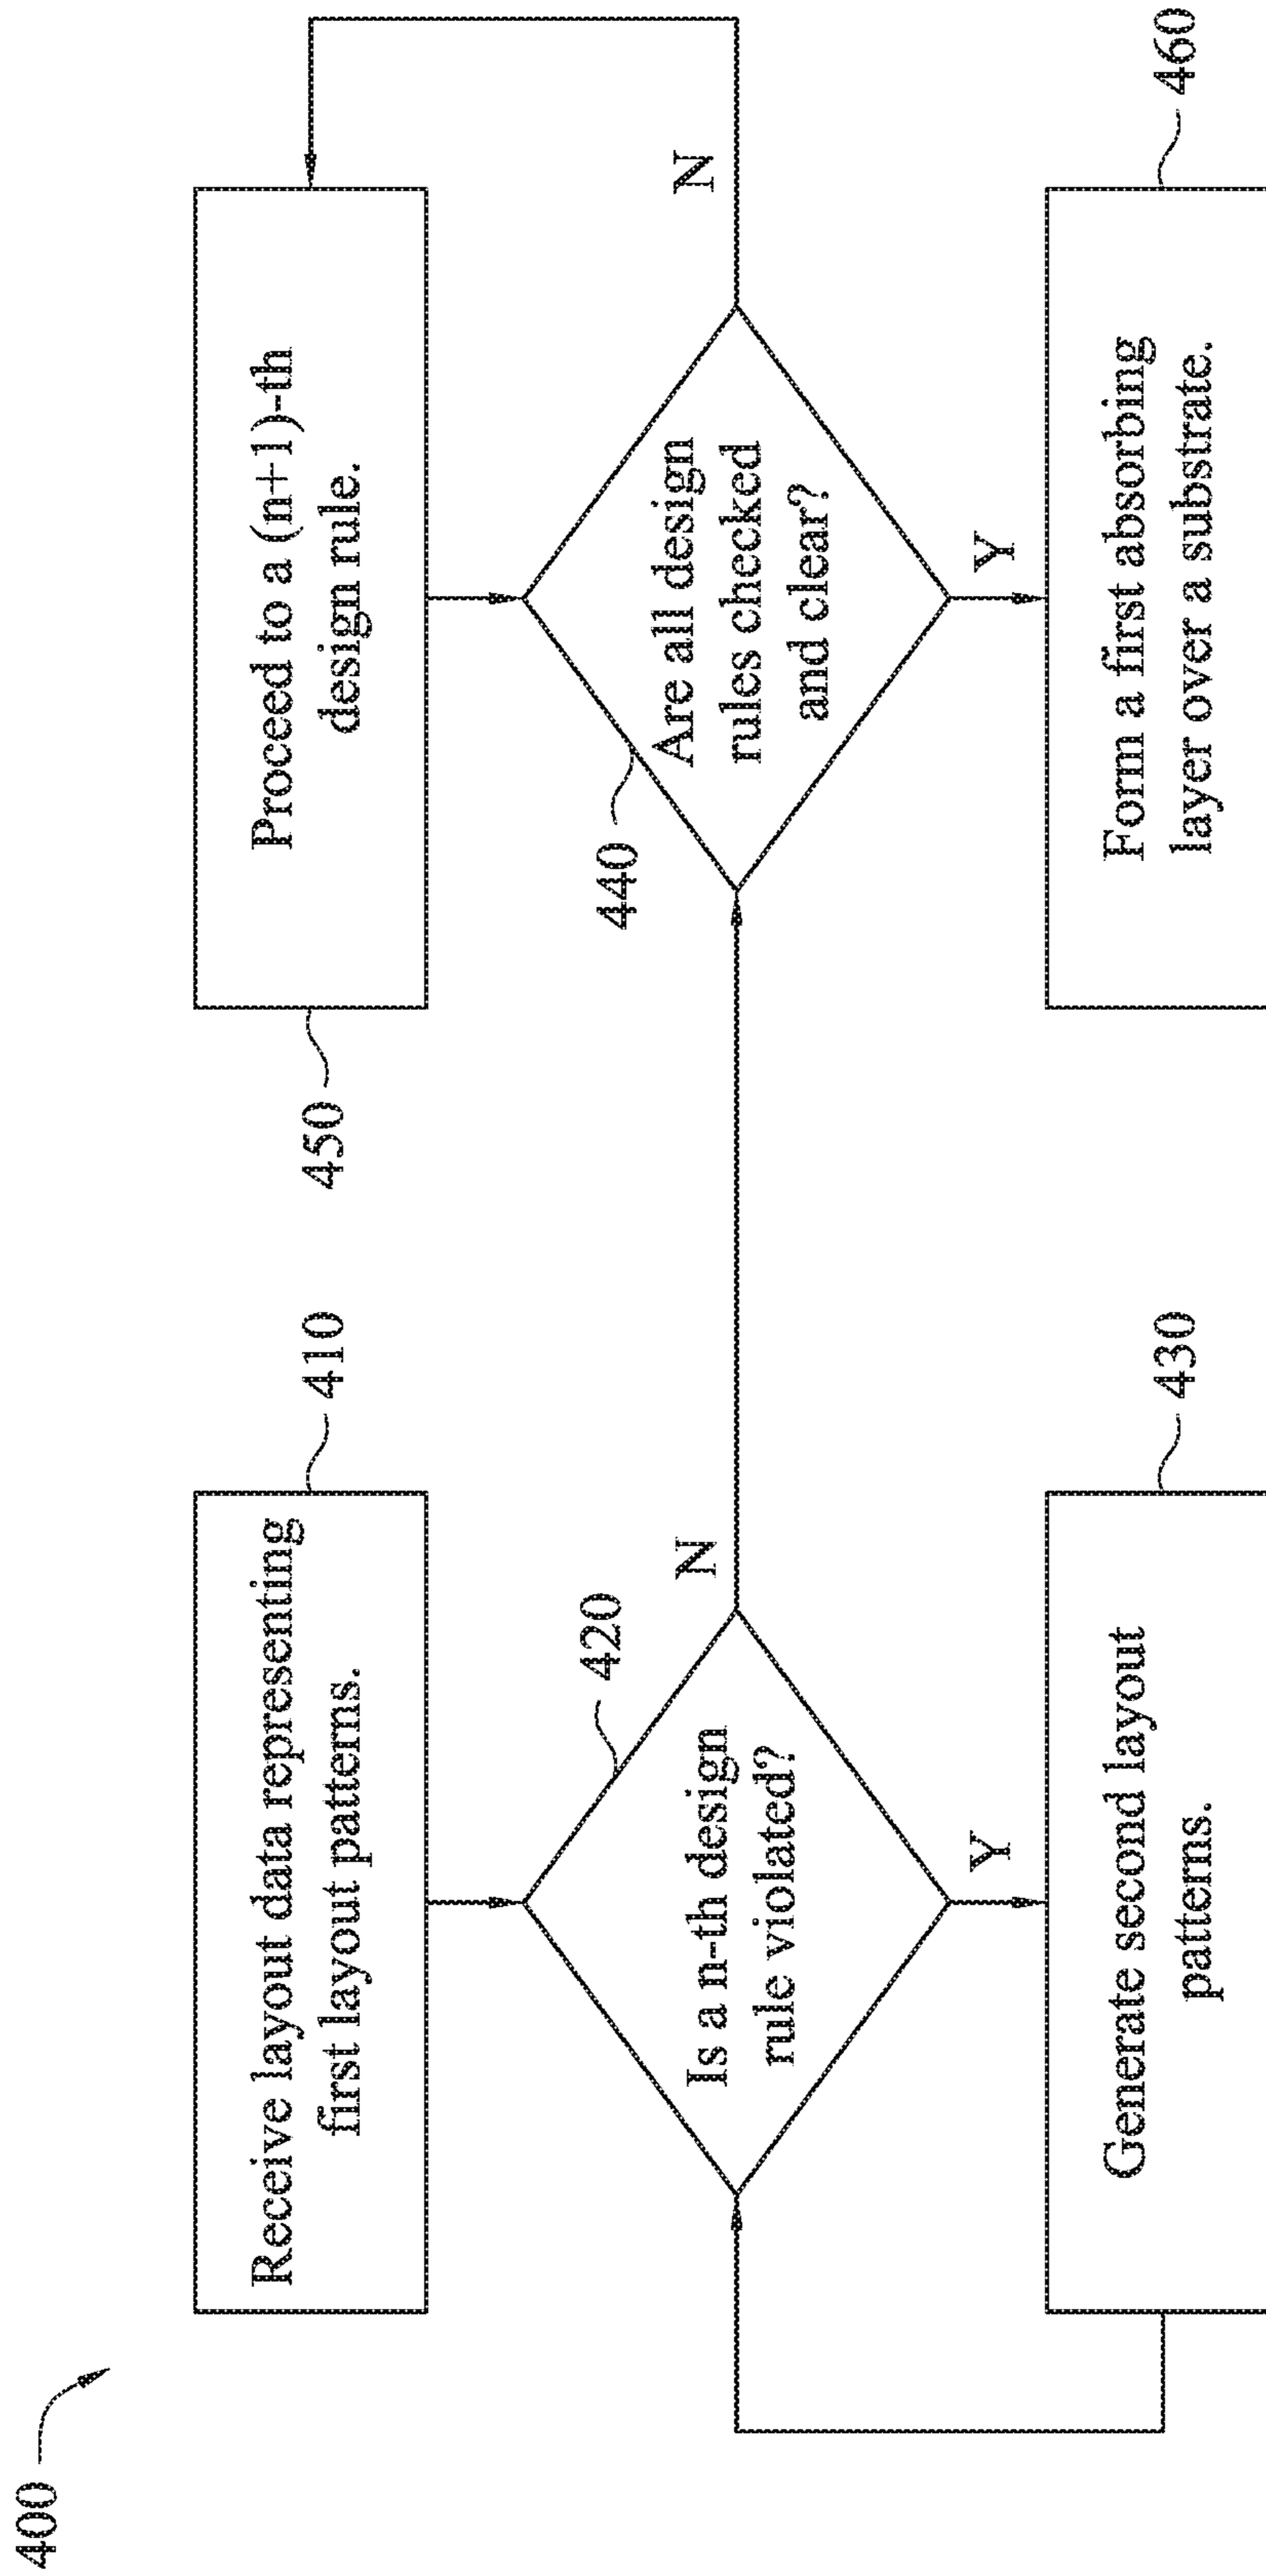 400
Receive layout data representing
first layout patterns.
410
Is a n-th design
rule violated?
420
N
Y
Generate second layout
patterns.
430
Proceed to a (n+1)-th
design rule.
450
Are all design
rules checked
and clear?
440
N
Y
Form a first absorbing
layer over a substrate.
460